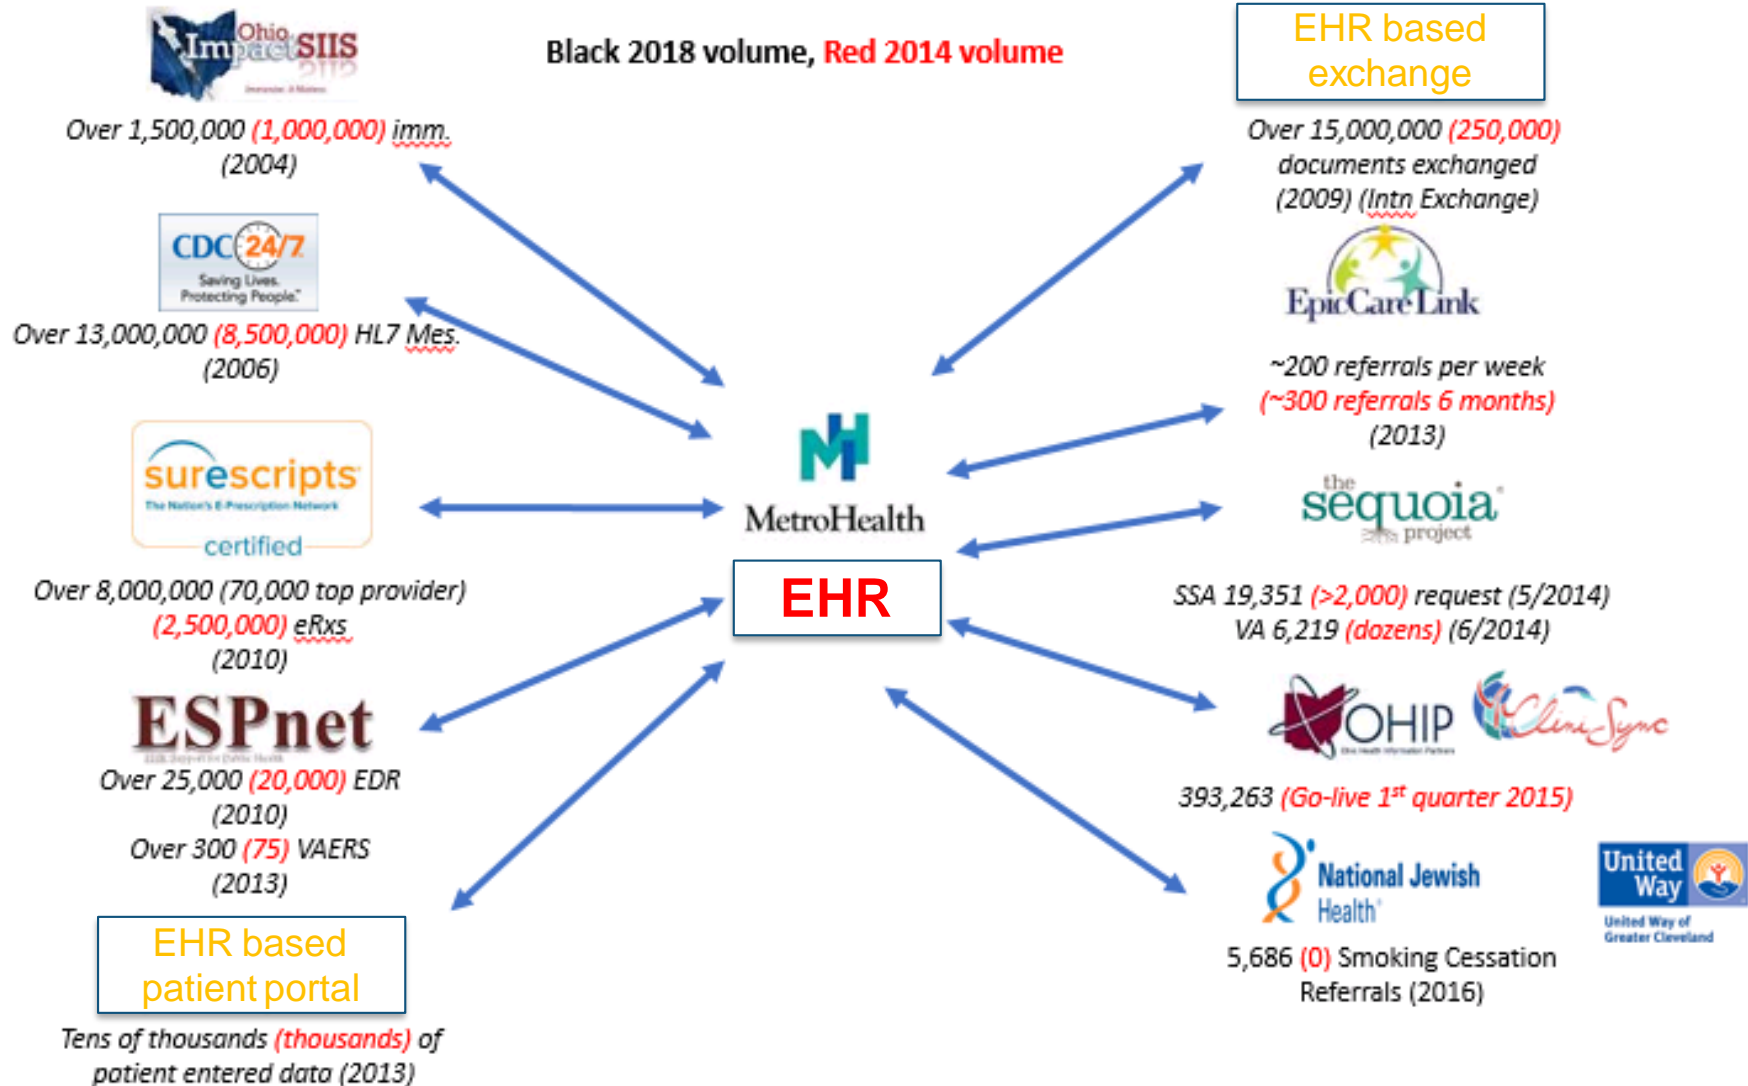 Ohio
ImpactSIIS
Black 2018 volume, Red 2014 volume
Over 1,500,000 (1,000,000) imm.
(2004)
CDC 24/7
Saving Lives.
Protecting People.™
Over 13,000,000 (8,500,000) HL7 Mes.
(2006)
surescripts
The Nation's E-Prescription Network
certified
Over 8,000,000 (70,000 top provider)
(2,500,000) eRxs
(2010)
ESPnet
Over 25,000 (20,000) EDR
(2010)
Over 300 (75) VAERS
(2013)
EHR based
patient portal
Tens of thousands (thousands) of
patient entered data (2013)
MH
MetroHealth
EHR
EHR based
exchange
Over 15,000,000 (250,000)
documents exchanged
(2009) (Intn Exchange)
EpicCareLink
~200 referrals per week
(~300 referrals 6 months)
(2013)
the
sequoia
project
SSA 19,351 (>2,000) request (5/2014)
VA 6,219 (dozens) (6/2014)
OHIP
Ohio Health Information Partners
CliniSync
393,263 (Go-live 1st quarter 2015)
National Jewish
Health®
United
Way
United Way of
Greater Cleveland
5,686 (0) Smoking Cessation
Referrals (2016)